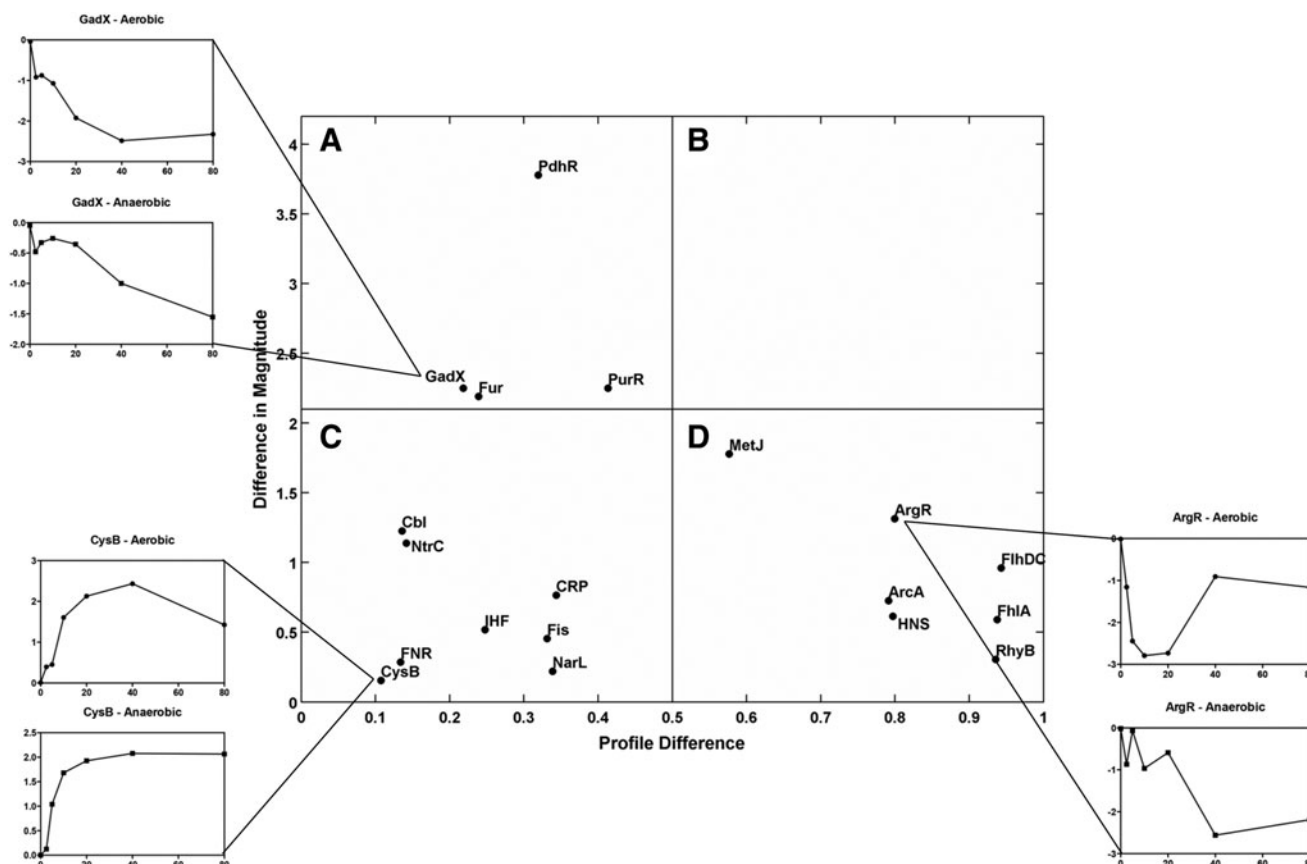 GadX - Aerobic
0
-1
-2
-3
0 20 40 60 80
GadX - Anaerobic
0.0
-0.5
-1.0
-1.5
-2.0
0 20 40 60 80
CysB - Aerobic
3
2
1
0
0 20 40 60 80
CysB - Anaerobic
2.5
2.0
1.5
1.0
0.5
0.0
0 20 40 60 80
Difference in Magnitude
4
3.5
3
2.5
2
1.5
1
0.5
0
A
PdhR
GadX
Fur
PurR
B
C
Cbl
NtrC
CRP
IHF
Fis
FNR
CysB
NarL
D
MetJ
ArgR
FlhDC
ArcA
FhlA
HNS
RhyB
0 0.1 0.2 0.3 0.4 0.5 0.6 0.7 0.8 0.9 1
Profile Difference
ArgR - Aerobic
0
-1
-2
-3
0 20 40 60 80
ArgR - Anaerobic
0
-1
-2
-3
0 20 40 60 80